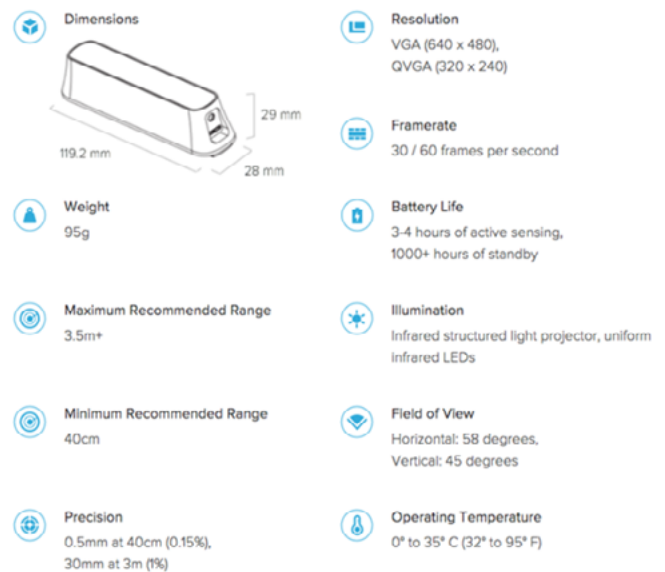 Dimensions
29 mm
119.2 mm
28 mm
Weight
95g
Maximum Recommended Range
3.5m+
Minimum Recommended Range
40cm
Precision
0.5mm at 40cm (0.15%),
30mm at 3m (1%)
Resolution
VGA (640 x 480),
QVGA (320 x 240)
Framerate
30 / 60 frames per second
Battery Life
3-4 hours of active sensing,
1000+ hours of standby
Illumination
Infrared structured light projector, uniform
infrared LEDs
Field of View
Horizontal: 58 degrees,
Vertical: 45 degrees
Operating Temperature
0° to 35° C (32° to 95° F)